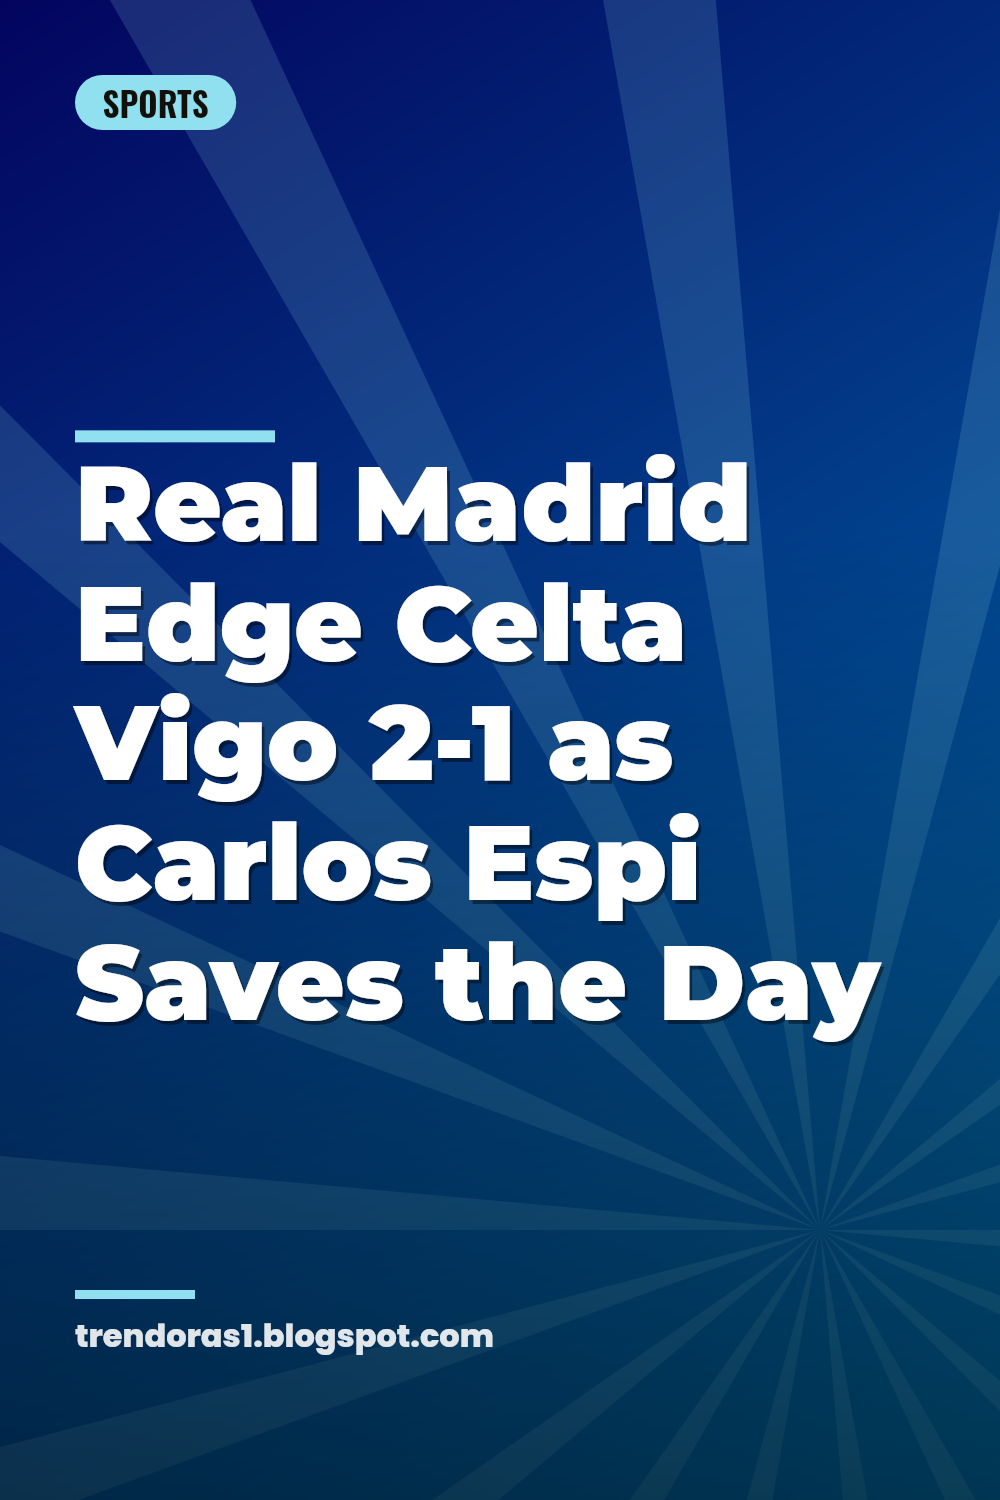 SPORTS
Real Madrid
Edge Celta
Vigo 2-1 as
Carlos Espi
Saves the Day
trendoras1.blogspot.com